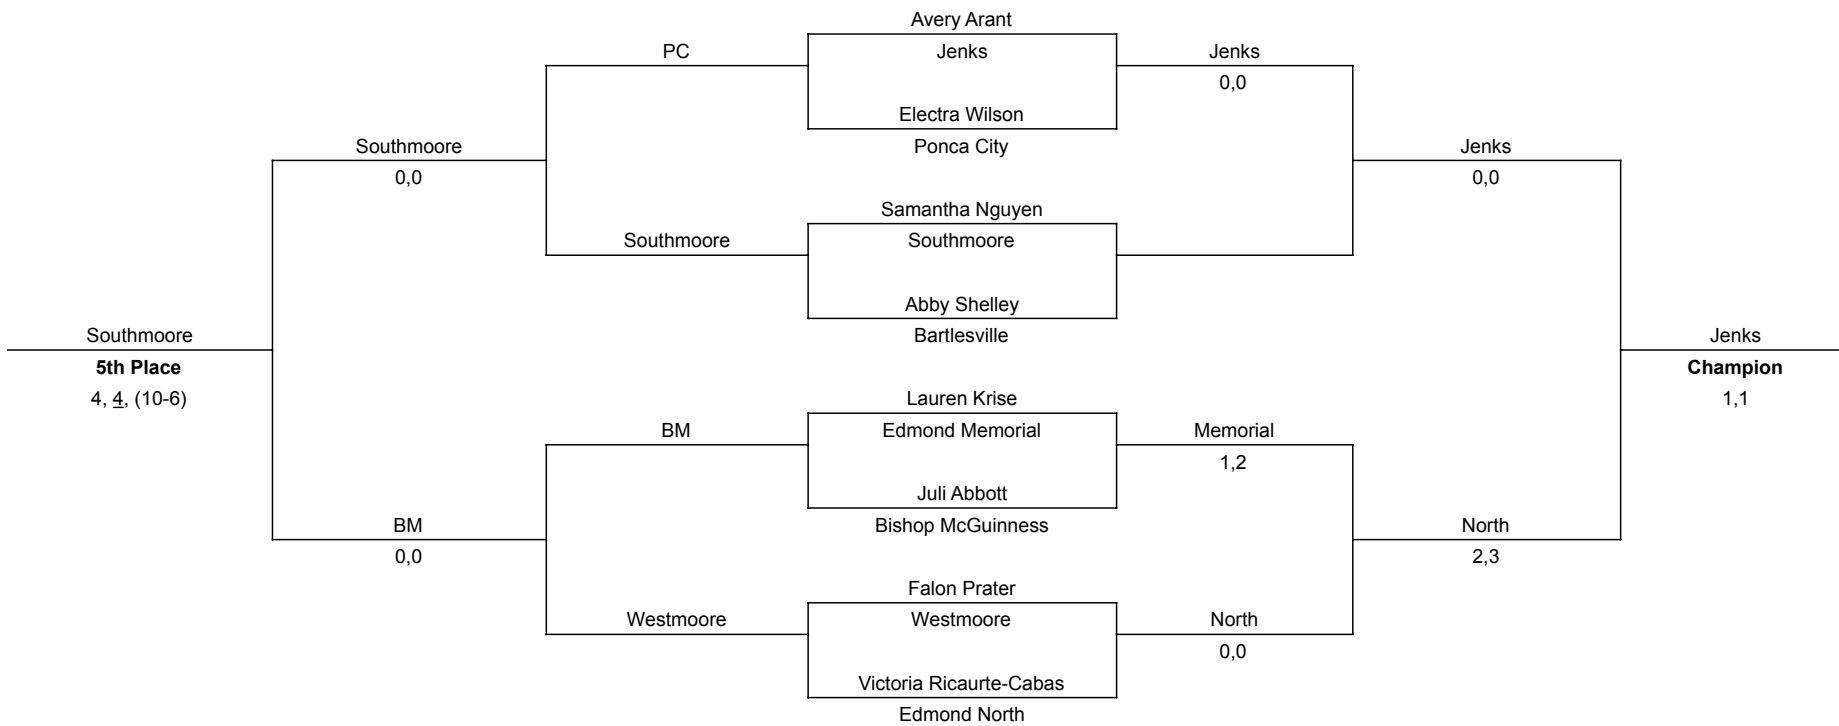 Avery Arant
PC
Jenks
Jenks
0,0
Electra Wilson
Southmoore
Ponca City
Jenks
0,0
0,0
Samantha Nguyen
Southmoore
Southmoore
Abby Shelley
Southmoore
Bartlesville
Jenks
5th Place
Champion
4, 4, (10-6)
Lauren Krise
1,1
BM
Edmond Memorial
Memorial
1,2
Juli Abbott
BM
Bishop McGuinness
North
0,0
2,3
Falon Prater
Westmoore
Westmoore
North
0,0
Victoria Ricaurte-Cabas
Edmond North